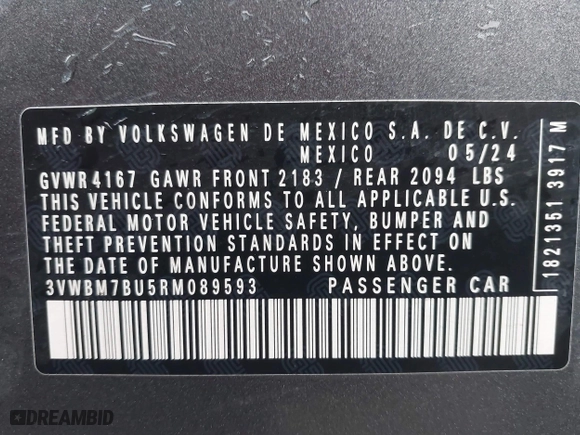 MFD BY VOLKSWAGEN DE MEXICO S.A. DE C.V.
MEXICO 05/24
GVWR 4167 GAWR FRONT 2183 / REAR 2094 LBS
THIS VEHICLE CONFORMS TO ALL APPLICABLE U.S.
FEDERAL MOTOR VEHICLE SAFETY, BUMPER AND
THEFT PREVENTION STANDARDS IN EFFECT ON
THE DATE OF MANUFACTURE SHOWN ABOVE.
3VWBM7BU5RM089593 PASSENGER CAR
1821351 3917 M
DREAMBID